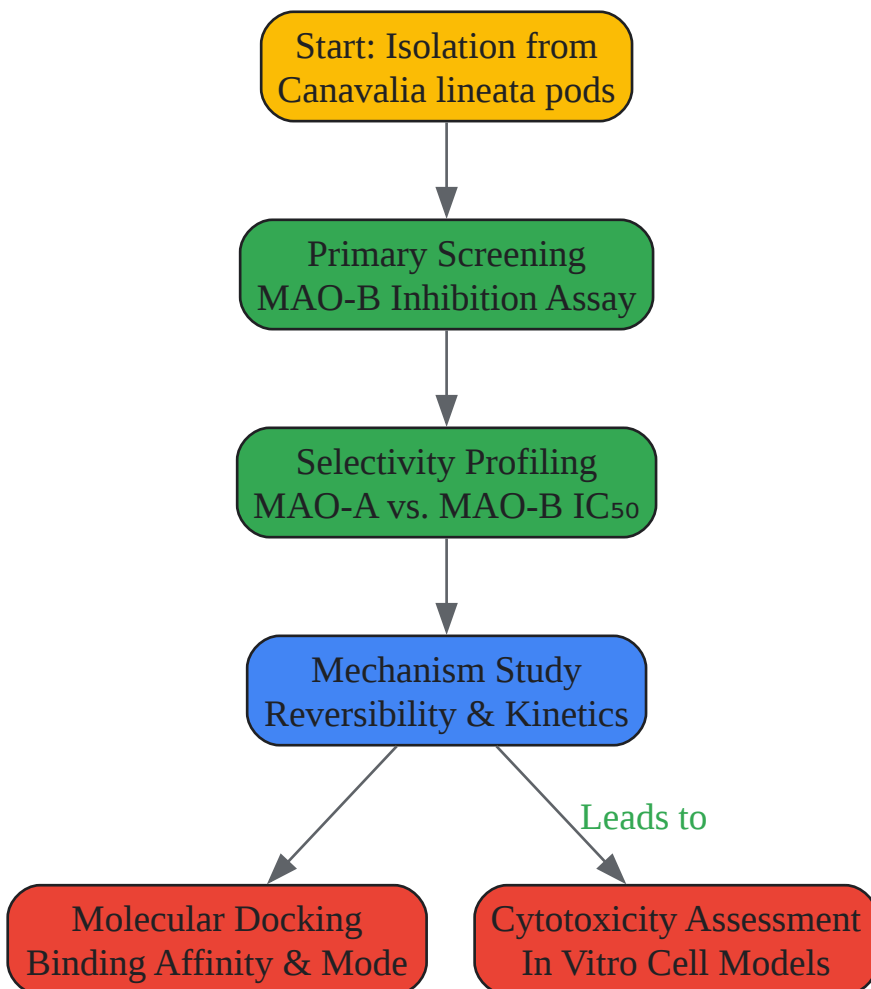 Start: Isolation from
Canavalia lineata pods
Primary Screening
MAO-B Inhibition Assay
Selectivity Profiling
MAO-A vs. MAO-B IC₅₀
Mechanism Study
Reversibility & Kinetics
Leads to
Molecular Docking
Binding Affinity & Mode
Cytotoxicity Assessment
In Vitro Cell Models